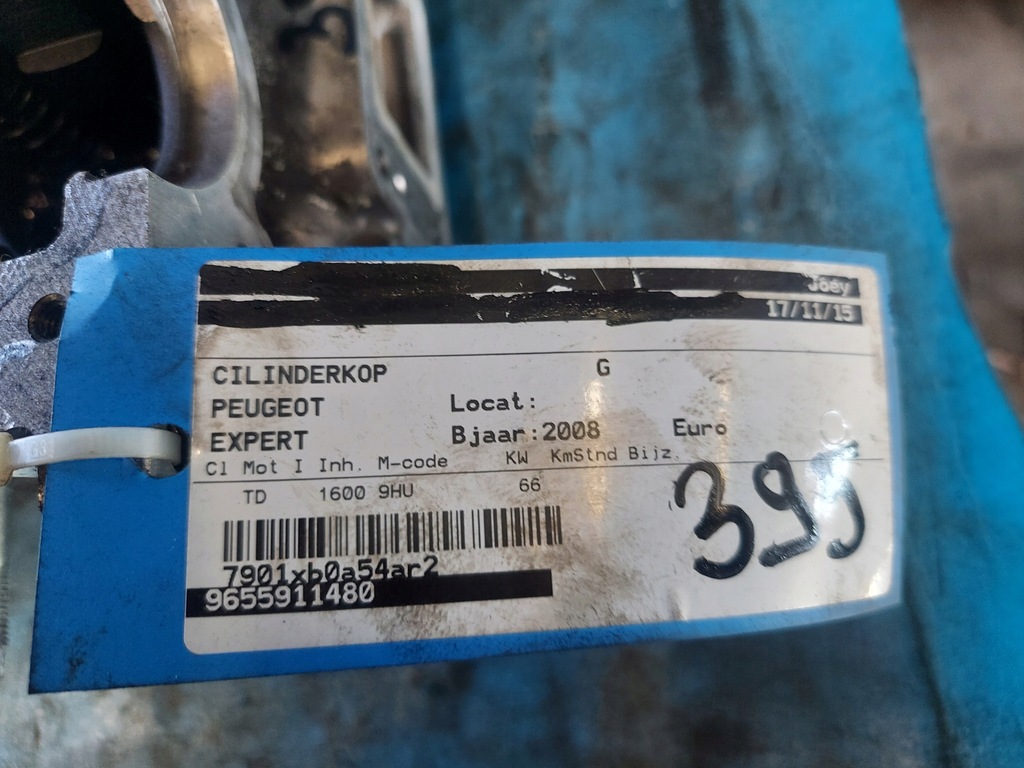 Joey
17/11/15
CILINDERKOP G
PEUGEOT Locat:
EXPERT Bjaar:2008 Euro
Cl Mot I Inh. M-code KW KmStnd Bijz.
TD 1600 9HU 66
395
7901xb0a54ar2
9655911480